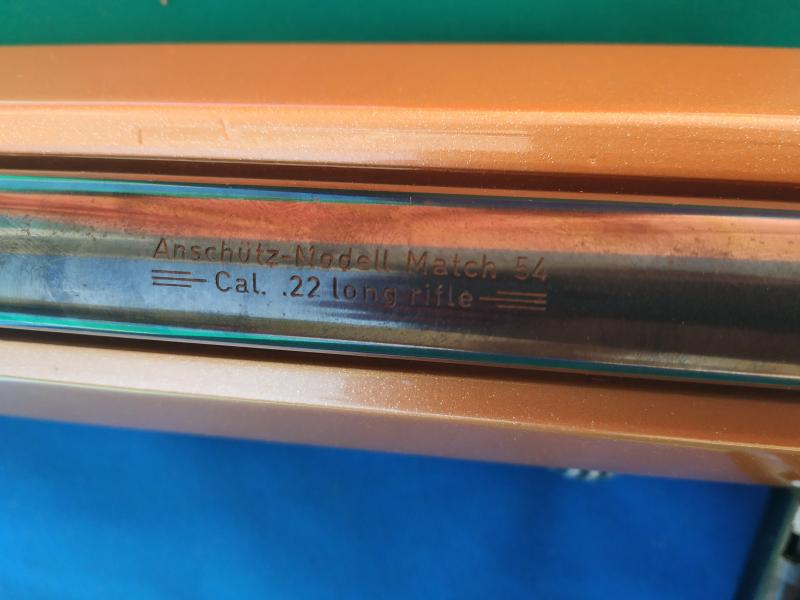 Anschütz-Modell Match 54
Cal. .22 long rifle